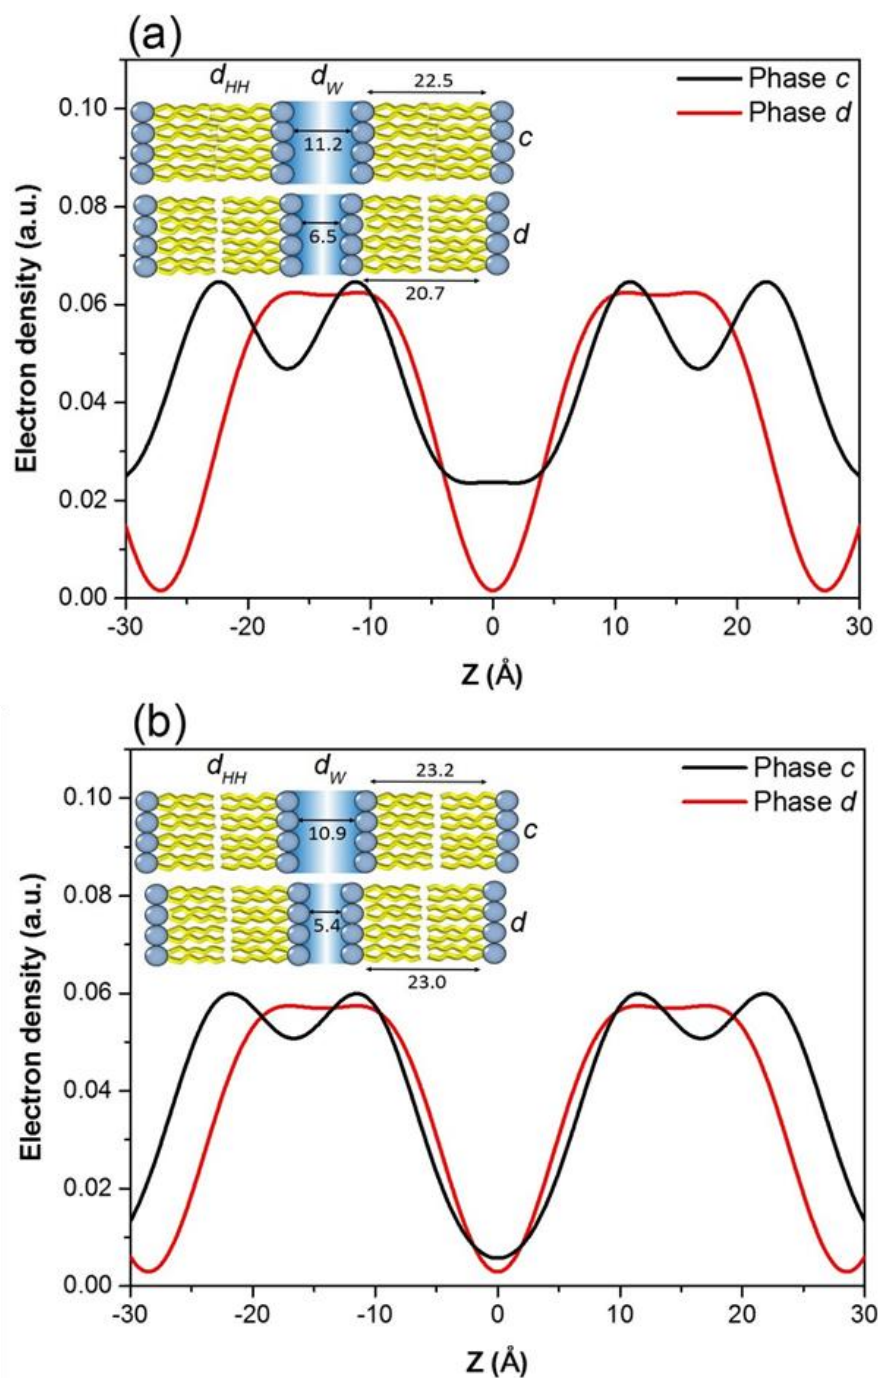 (a)
d_HH d_W 22.5 Phase c
Phase d
11.2 c
6.5 d
20.7
0.10
0.08
0.06
0.04
0.02
0.00
Electron density (a.u.)
-30 -20 -10 0 10 20 30
Z (Å)
(b)
d_HH d_W 23.2 Phase c
Phase d
10.9 c
5.4 d
23.0
0.10
0.08
0.06
0.04
0.02
0.00
Electron density (a.u.)
-30 -20 -10 0 10 20 30
Z (Å)